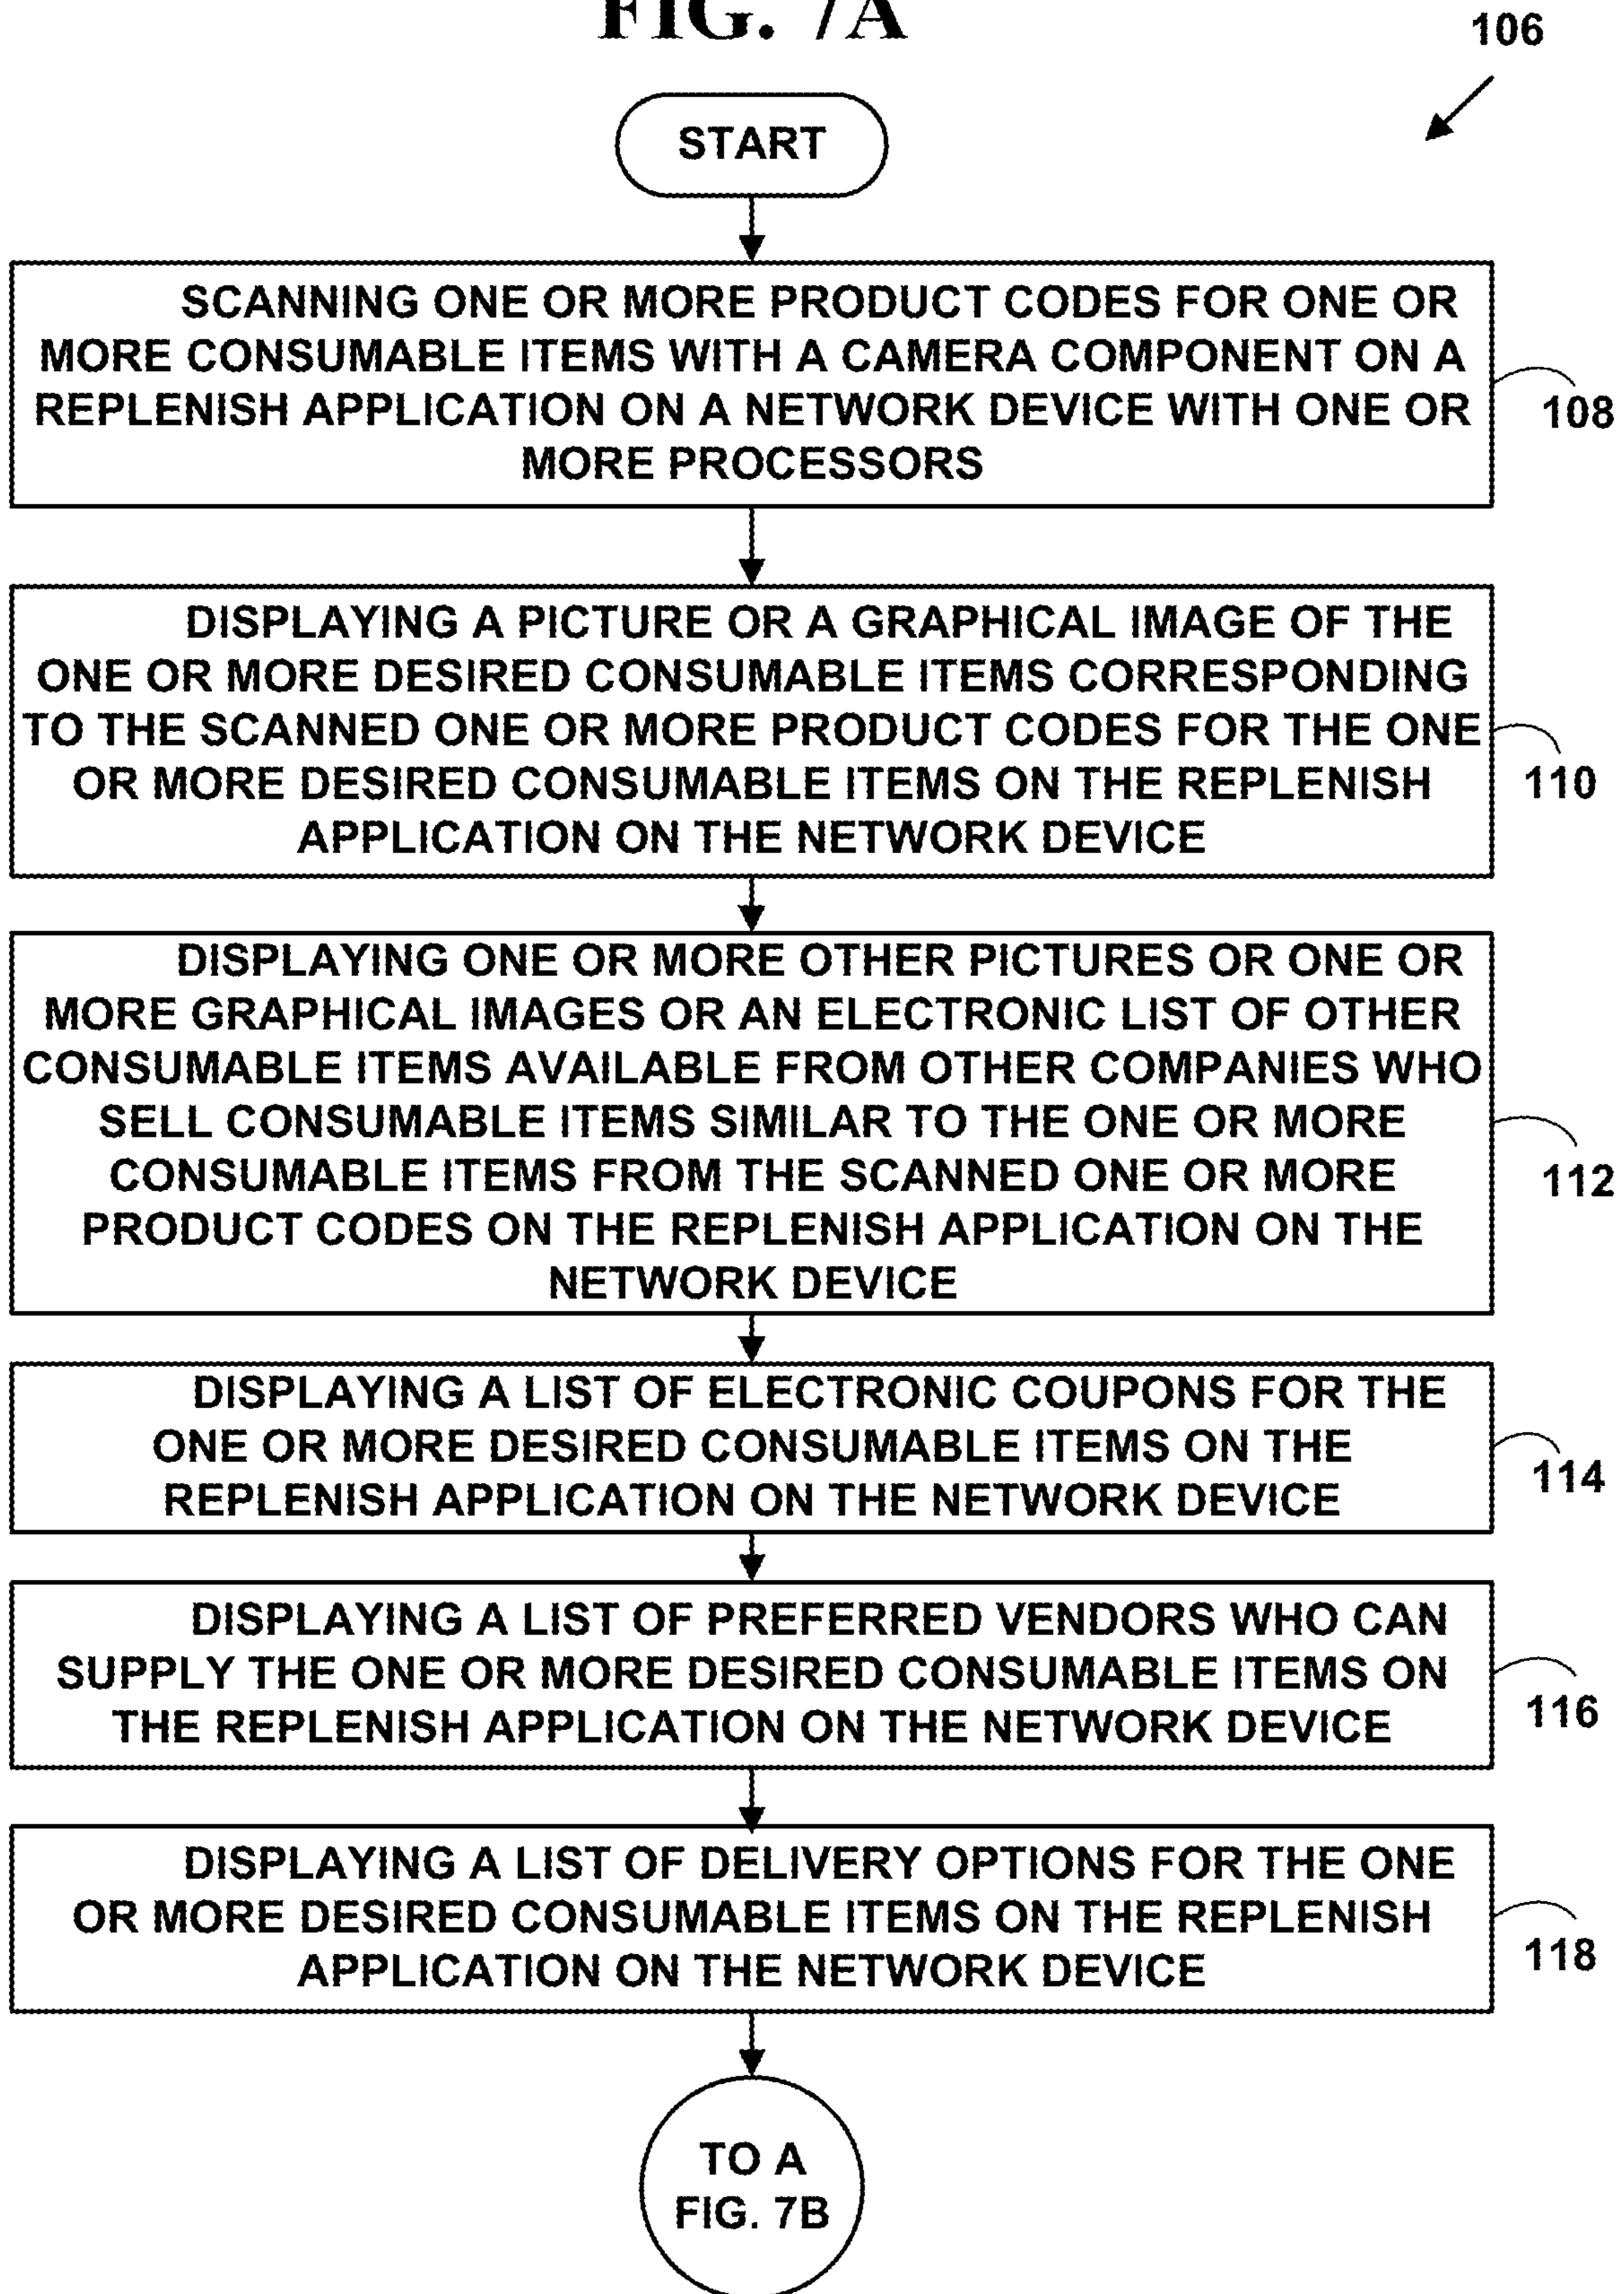 FIG. 7A
106
START
SCANNING ONE OR MORE PRODUCT CODES FOR ONE OR
MORE CONSUMABLE ITEMS WITH A CAMERA COMPONENT ON A
REPLENISH APPLICATION ON A NETWORK DEVICE WITH ONE OR
MORE PROCESSORS
108
DISPLAYING A PICTURE OR A GRAPHICAL IMAGE OF THE
ONE OR MORE DESIRED CONSUMABLE ITEMS CORRESPONDING
TO THE SCANNED ONE OR MORE PRODUCT CODES FOR THE ONE
OR MORE DESIRED CONSUMABLE ITEMS ON THE REPLENISH
APPLICATION ON THE NETWORK DEVICE
110
DISPLAYING ONE OR MORE OTHER PICTURES OR ONE OR
MORE GRAPHICAL IMAGES OR AN ELECTRONIC LIST OF OTHER
CONSUMABLE ITEMS AVAILABLE FROM OTHER COMPANIES WHO
SELL CONSUMABLE ITEMS SIMILAR TO THE ONE OR MORE
CONSUMABLE ITEMS FROM THE SCANNED ONE OR MORE
PRODUCT CODES ON THE REPLENISH APPLICATION ON THE
NETWORK DEVICE
112
DISPLAYING A LIST OF ELECTRONIC COUPONS FOR THE
ONE OR MORE DESIRED CONSUMABLE ITEMS ON THE
REPLENISH APPLICATION ON THE NETWORK DEVICE
114
DISPLAYING A LIST OF PREFERRED VENDORS WHO CAN
SUPPLY THE ONE OR MORE DESIRED CONSUMABLE ITEMS ON
THE REPLENISH APPLICATION ON THE NETWORK DEVICE
116
DISPLAYING A LIST OF DELIVERY OPTIONS FOR THE ONE
OR MORE DESIRED CONSUMABLE ITEMS ON THE REPLENISH
APPLICATION ON THE NETWORK DEVICE
118
TO A
FIG. 7B